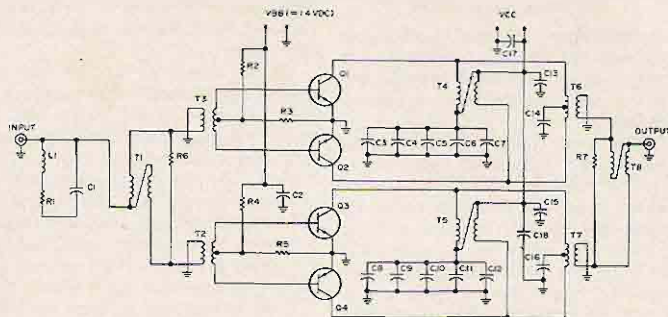 VBB(≈14VDC)
VCC
C17
R2
Q1
C13
T3
T4
T6
INPUT
R3
C14
OUTPUT
L1
T1
R6
C3
C4
C5
C6
C7
R7
T8
Q2
R1
C1
R4
C2
Q3
C15
T2
T5
C18
T7
R5
C16
C8
C9
C10
C11
C12
Q4